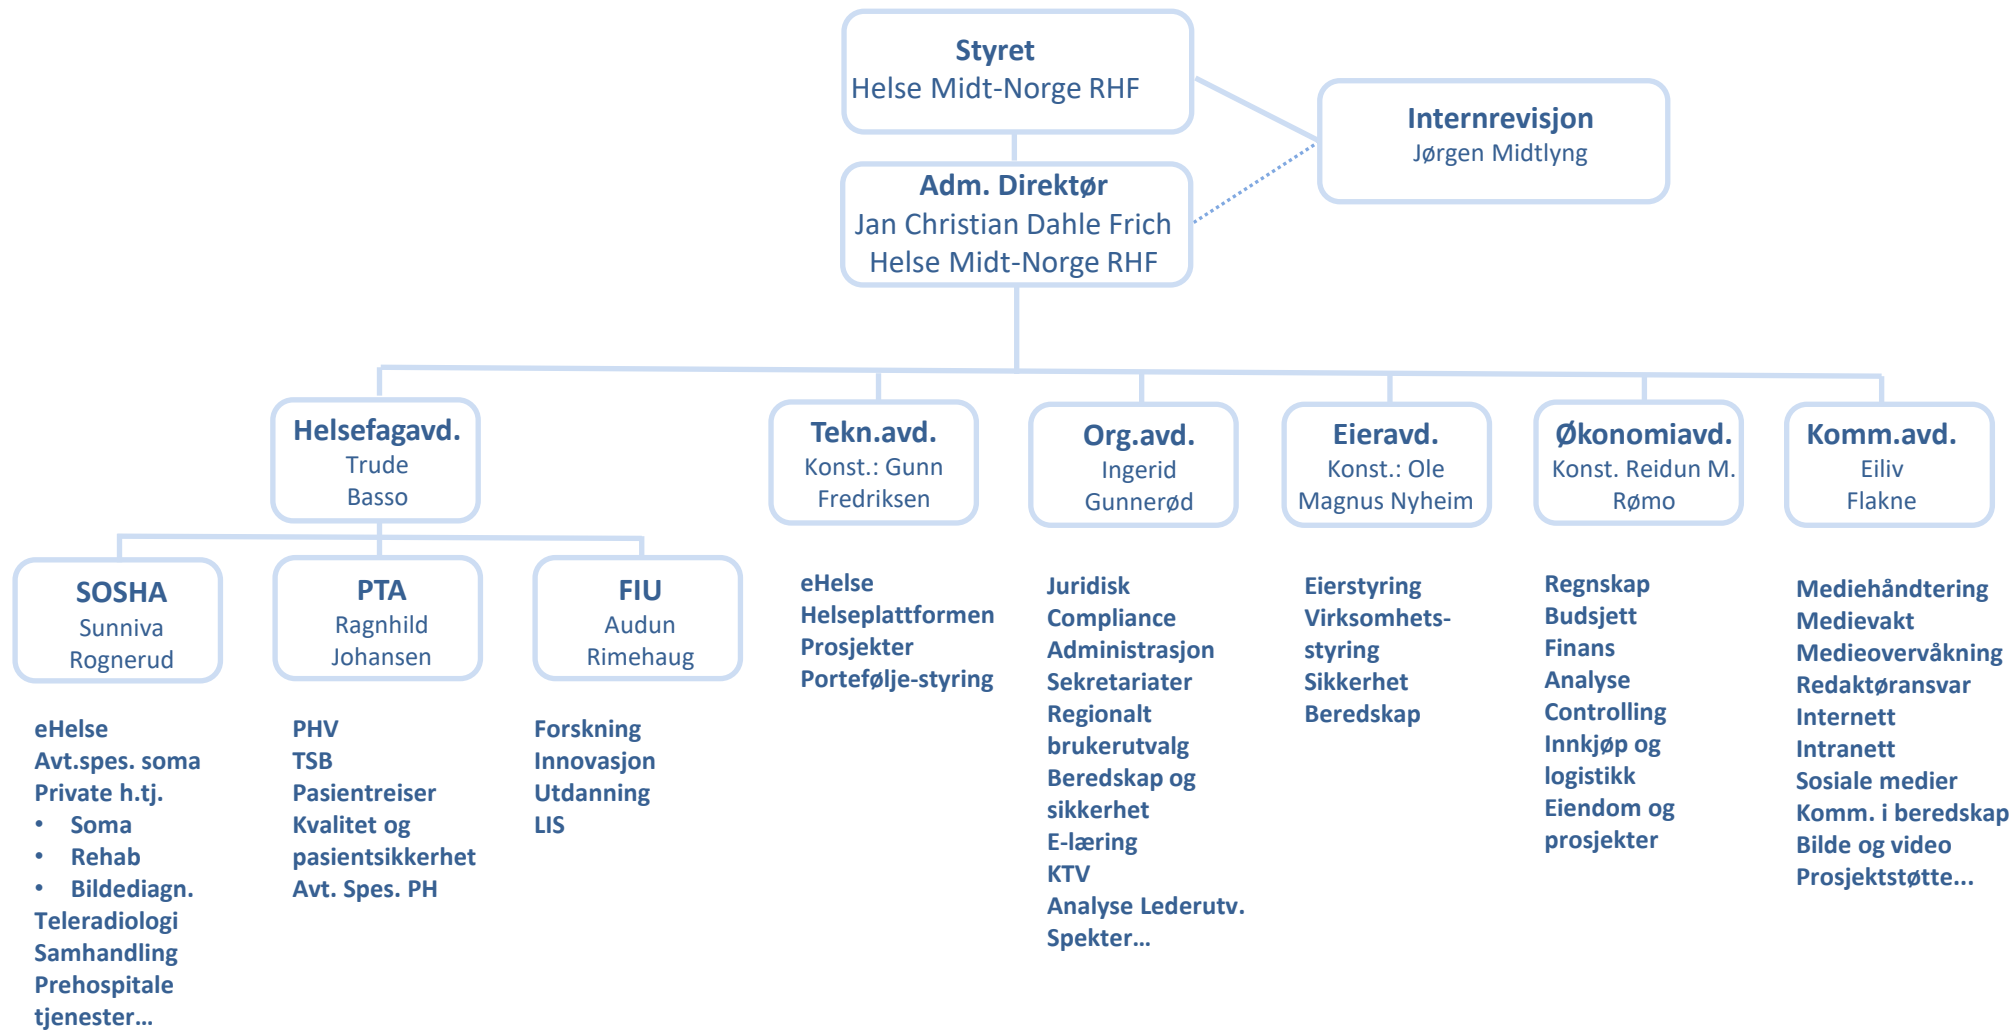 Styret
Helse Midt-Norge RHF
Internrevisjon
Jørgen Midtlyng
Adm. Direktør
Jan Christian Dahle Frich
Helse Midt-Norge RHF
Helsefagavd.
Trude
Basso
Tekn.avd.
Konst.: Gunn
Fredriksen
Org.avd.
Ingerid
Gunnerød
Eieravd.
Konst.: Ole
Magnus Nyheim
Økonomiavd.
Konst. Reidun M.
Rømo
Komm.avd.
Eiliv
Flakne
SOSHA
Sunniva
Rognerud
PTA
Ragnhild
Johansen
FIU
Audun
Rimehaug
eHelse
Avt.spes. soma
Private h.tj.
• Soma
• Rehab
• Bildediagn.
Teleradiologi
Samhandling
Prehospitale
tjenester...
PHV
TSB
Pasientreiser
Kvalitet og
pasientsikkerhet
Avt. Spes. PH
Forskning
Innovasjon
Utdanning
LIS
eHelse
Helseplattformen
Prosjekter
Portefølje-styring
Juridisk
Compliance
Administrasjon
Sekretariater
Regionalt
brukerutvalg
Beredskap og
sikkerhet
E-læring
KTV
Analyse Lederutv.
Spekter...
Eierstyring
Virksomhets-
styring
Sikkerhet
Beredskap
Regnskap
Budsjett
Finans
Analyse
Controlling
Innkjøp og
logistikk
Eiendom og
prosjekter
Mediehåndtering
Medievakt
Medieovervåkning
Redaktøransvar
Internett
Intranett
Sosiale medier
Komm. i beredskap
Bilde og video
Prosjektstøtte...